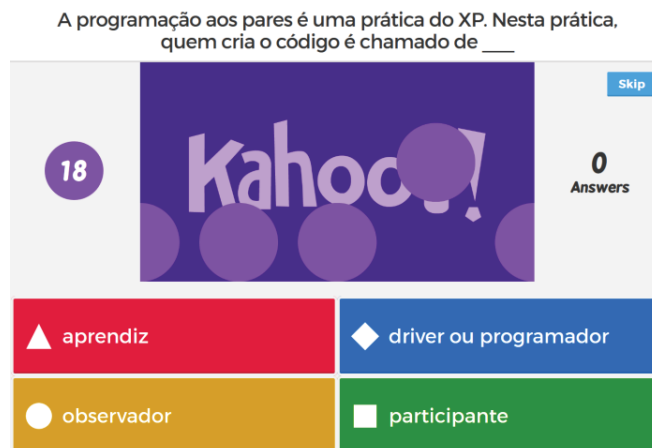 A programação aos pares é uma prática do XP. Nesta prática,
quem cria o código é chamado de ___
Skip
18
Kahoot!
0
Answers
aprendiz
driver ou programador
observador
participante